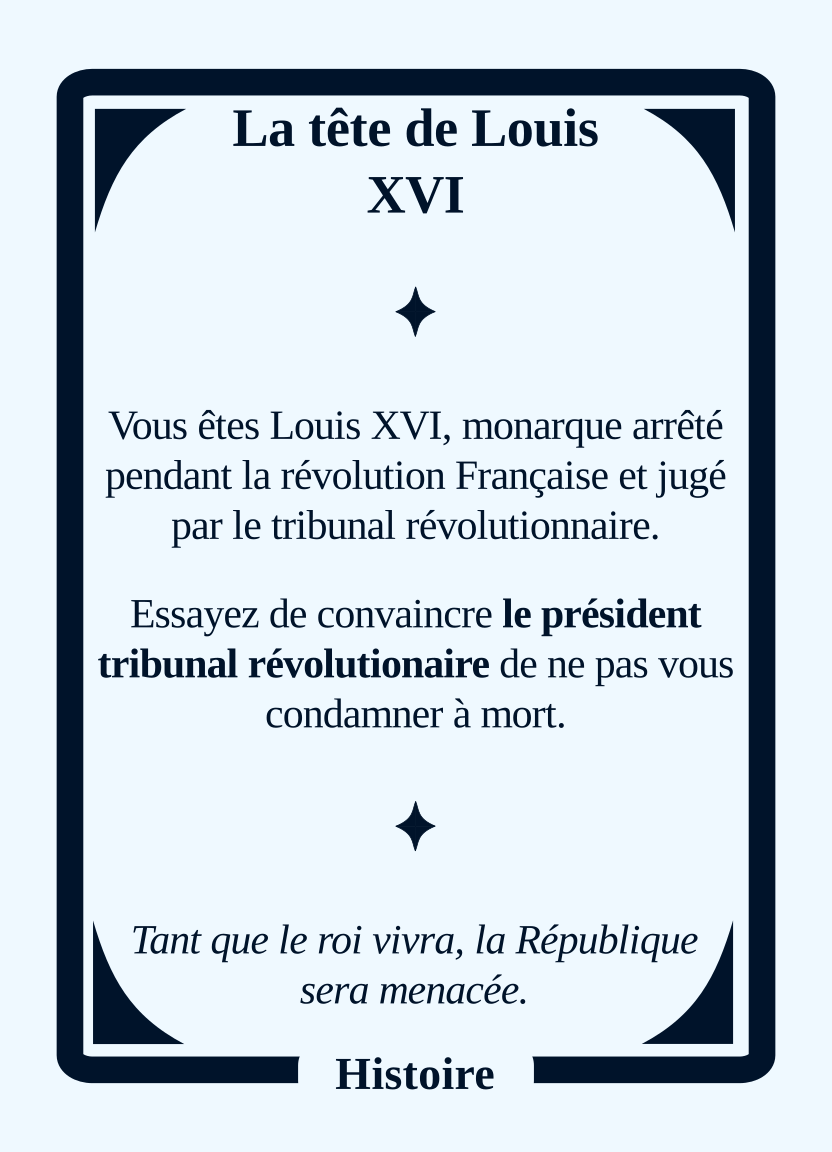 La tête de Louis
XVI
Vous êtes Louis XVI, monarque arrêté
pendant la révolution Française et jugé
par le tribunal révolutionnaire.
Essayez de convaincre le président
tribunal révolutionaire de ne pas vous
condamner à mort.
Tant que le roi vivra, la République
sera menacée.
Histoire